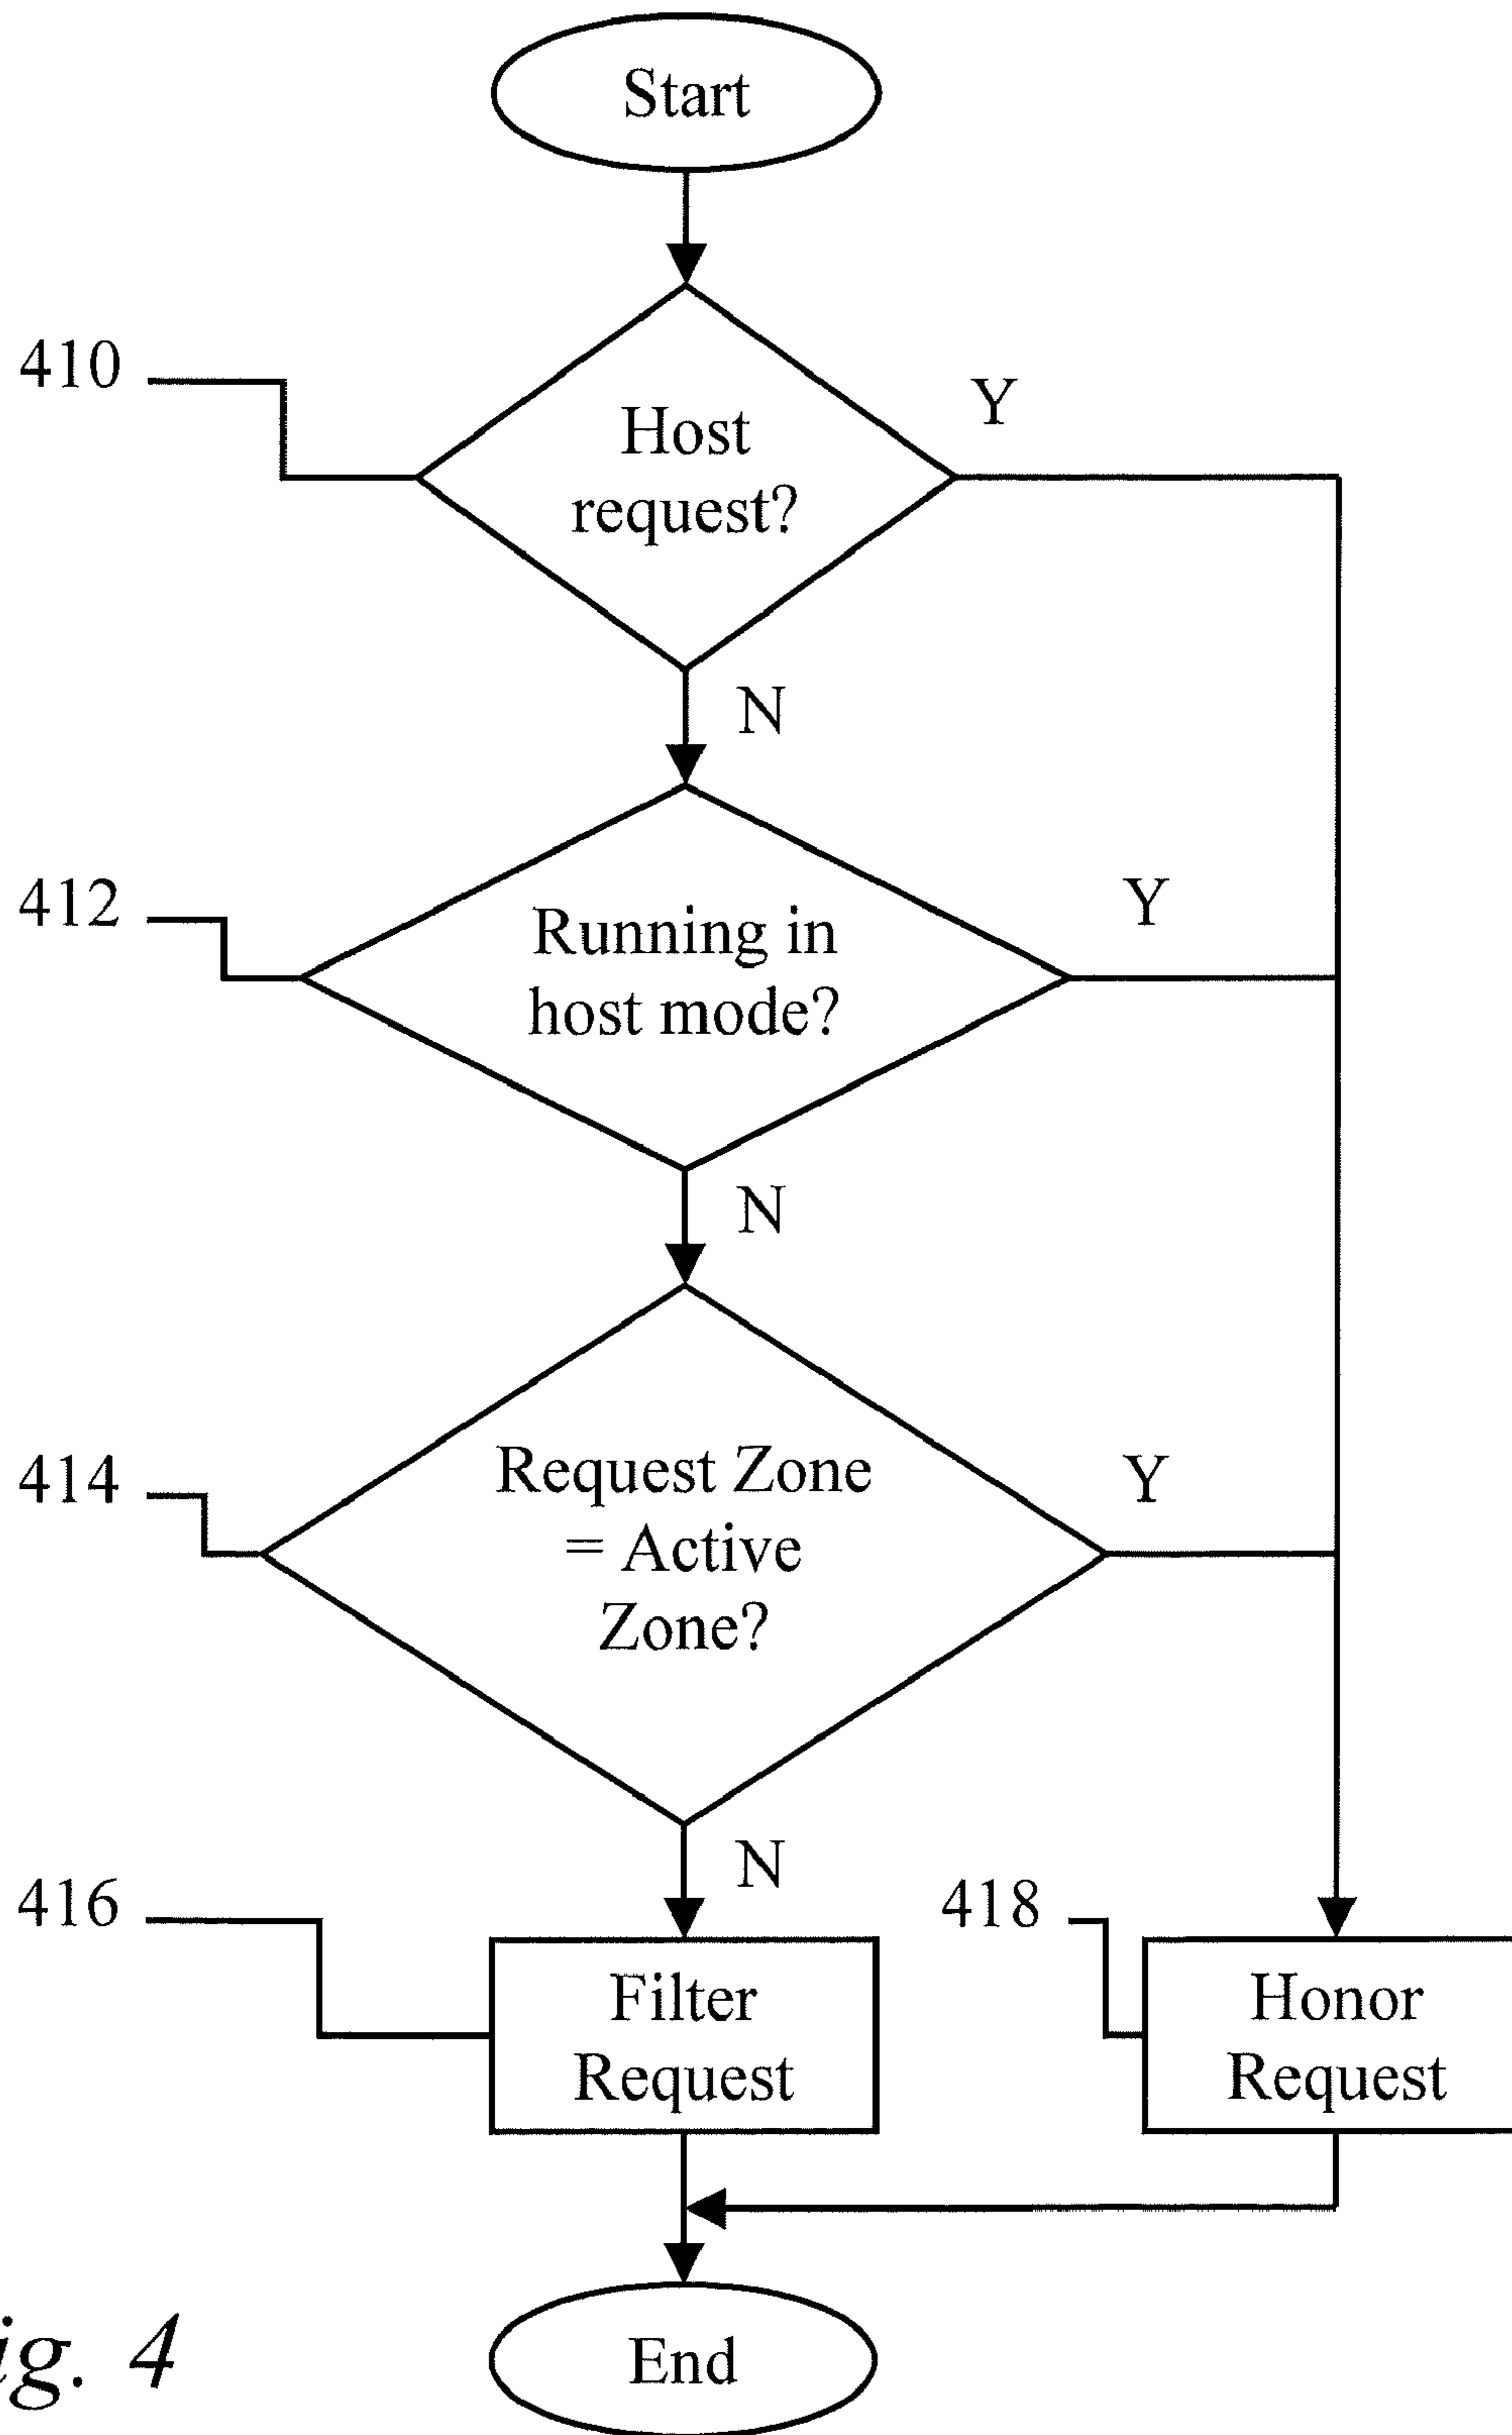 Start
410
Y
Host
request?
N
412
Y
Running in
host mode?
N
414
Y
Request Zone
= Active
Zone?
N
416
418
Filter
Request
Honor
Request
ig. 4
End